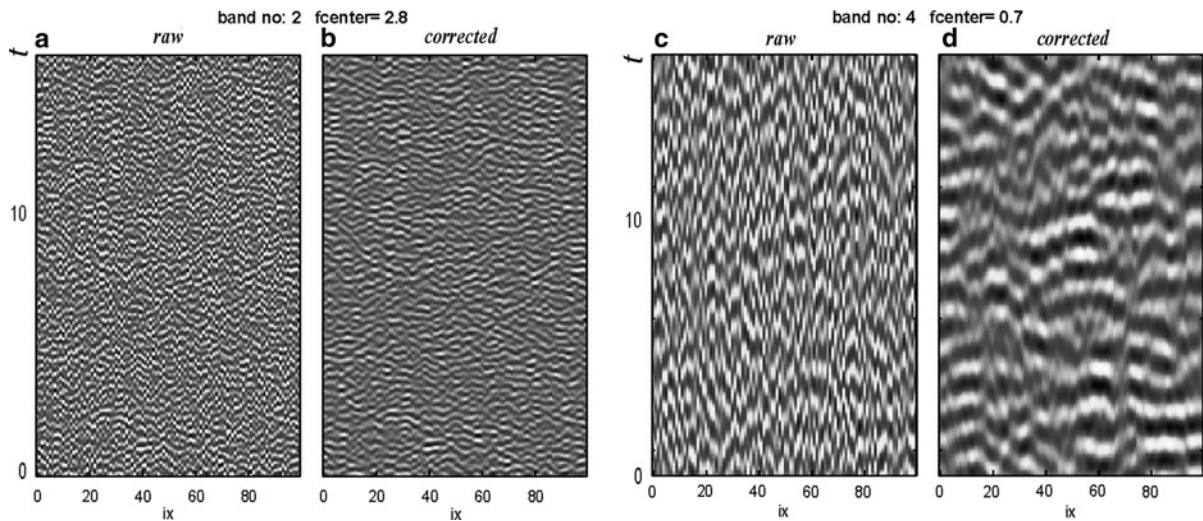 band no: 2 fcenter= 2.8
band no: 4 fcenter= 0.7
a raw b corrected c raw d corrected
t t
10 10
0 0
0 20 40 60 80 0 20 40 60 80 0 20 40 60 80 0 20 40 60 80
ix ix ix ix